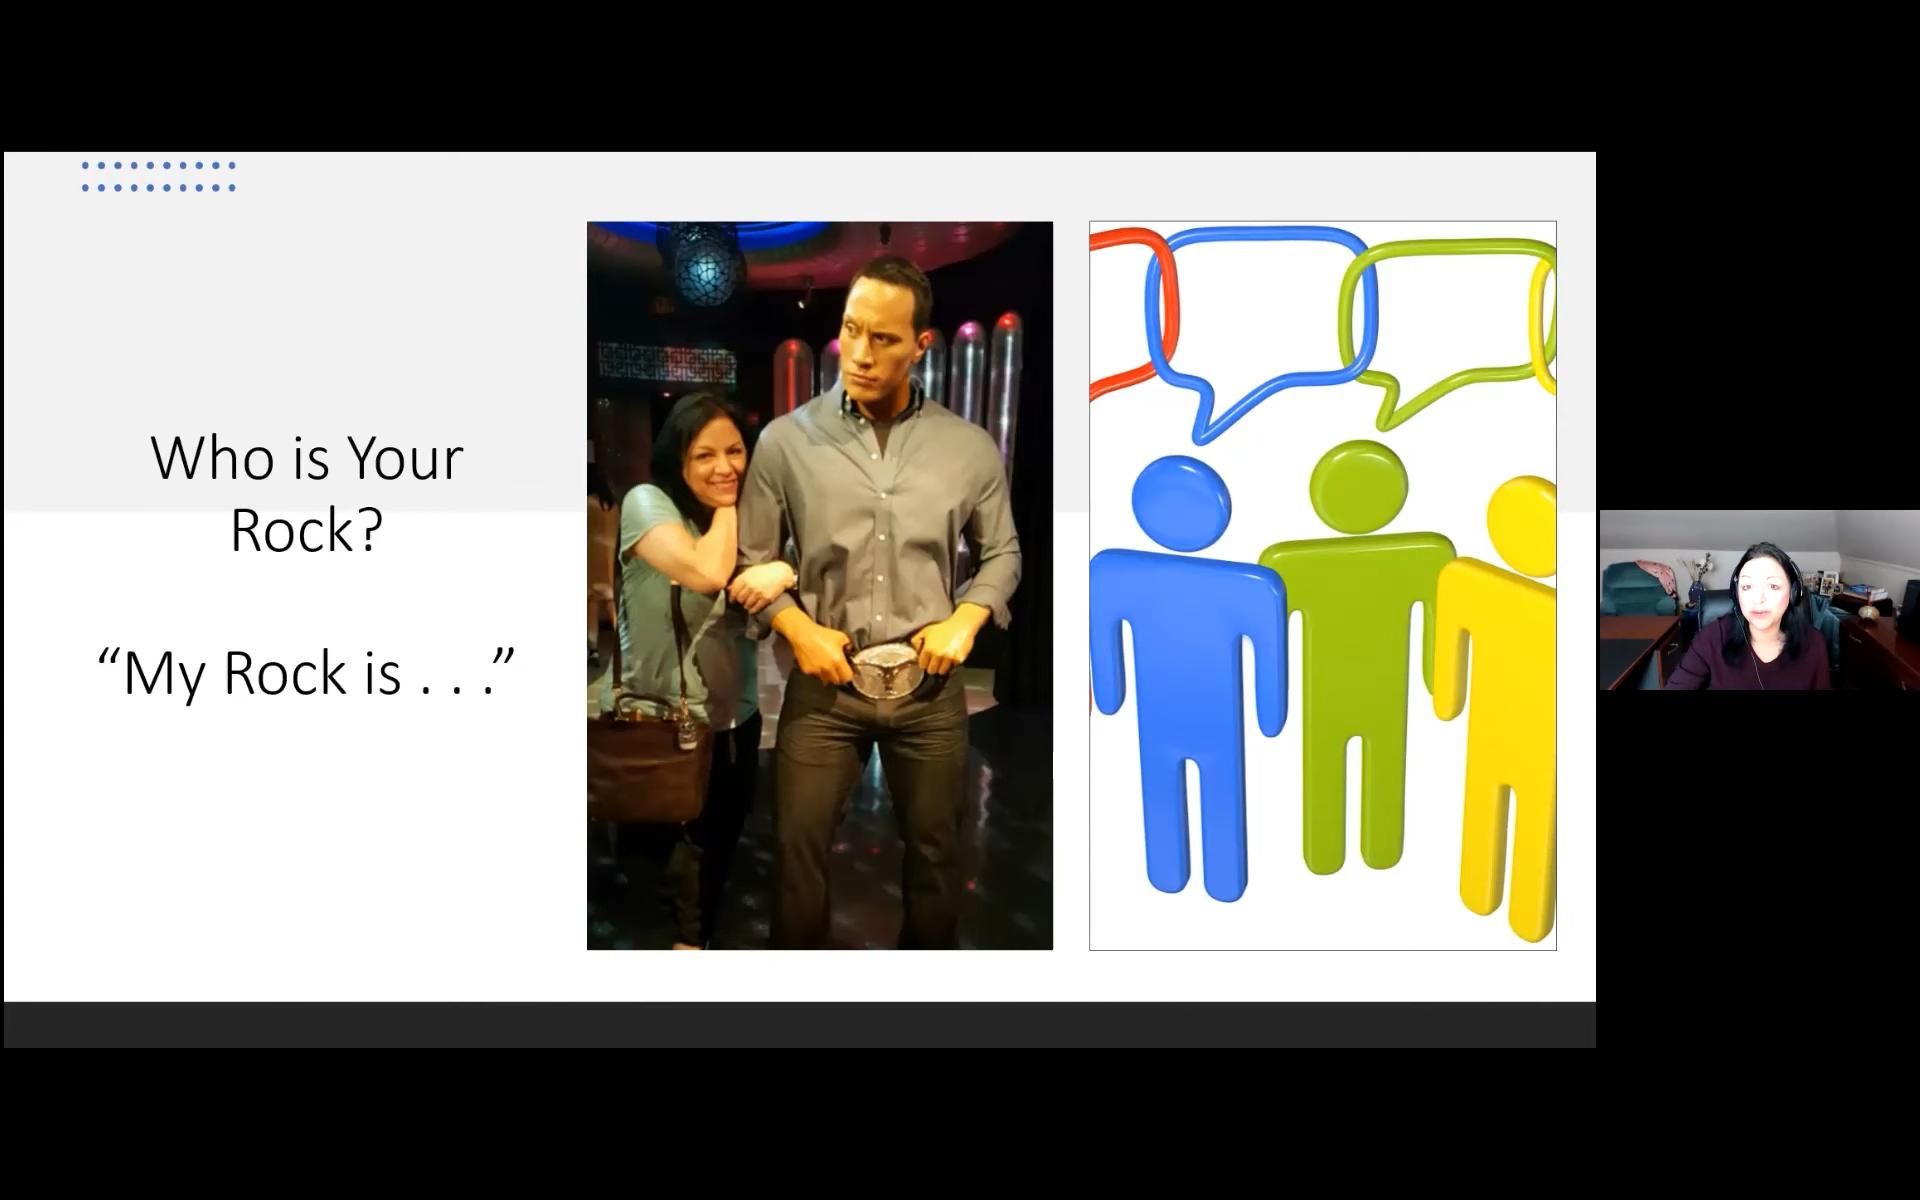 Who is Your
Rock?
“My Rock is . . .”